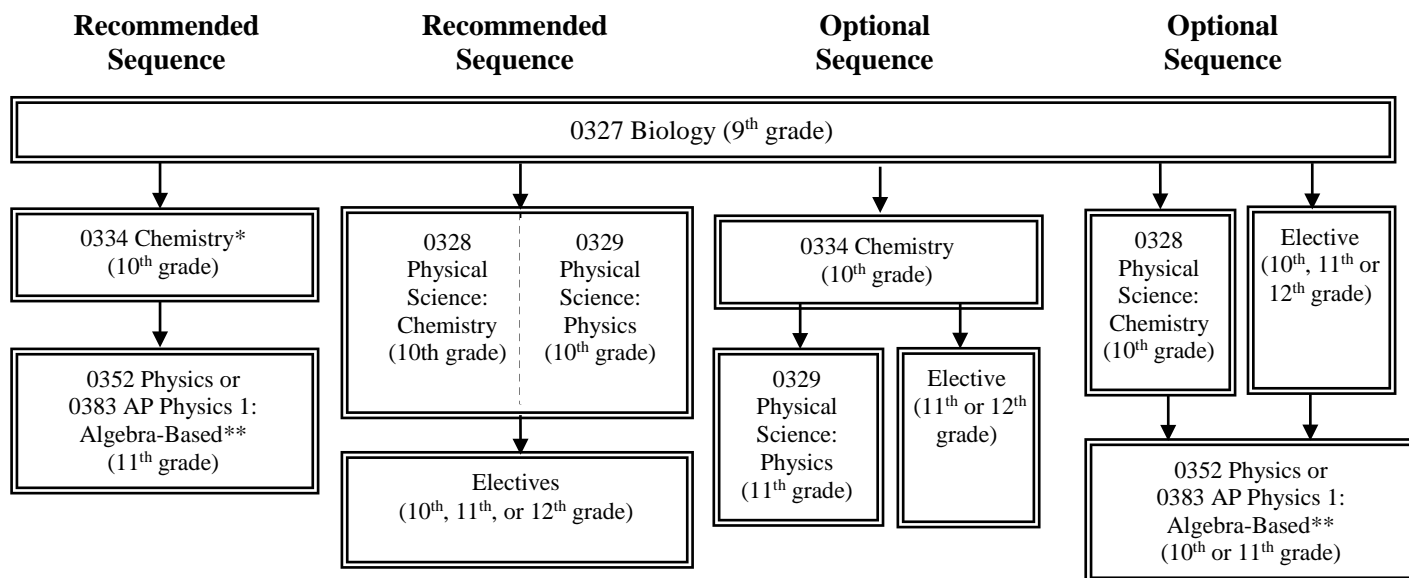 Recommended
Sequence
Recommended
Sequence
Optional
Sequence
Optional
Sequence
0327 Biology (9th grade)
0334 Chemistry*
(10th grade)
0352 Physics or
0383 AP Physics 1:
Algebra-Based**
(11th grade)
0328
Physical
Science:
Chemistry
(10th grade)
0329
Physical
Science:
Physics
(10th grade)
Electives
(10th, 11th, or 12th grade)
0334 Chemistry
(10th grade)
0329
Physical
Science:
Physics
(11th grade)
Elective
(11th or 12th
grade)
0328
Physical
Science:
Chemistry
(10th grade)
Elective
(10th, 11th or
12th grade)
0352 Physics or
0383 AP Physics 1:
Algebra-Based**
(10th or 11th grade)